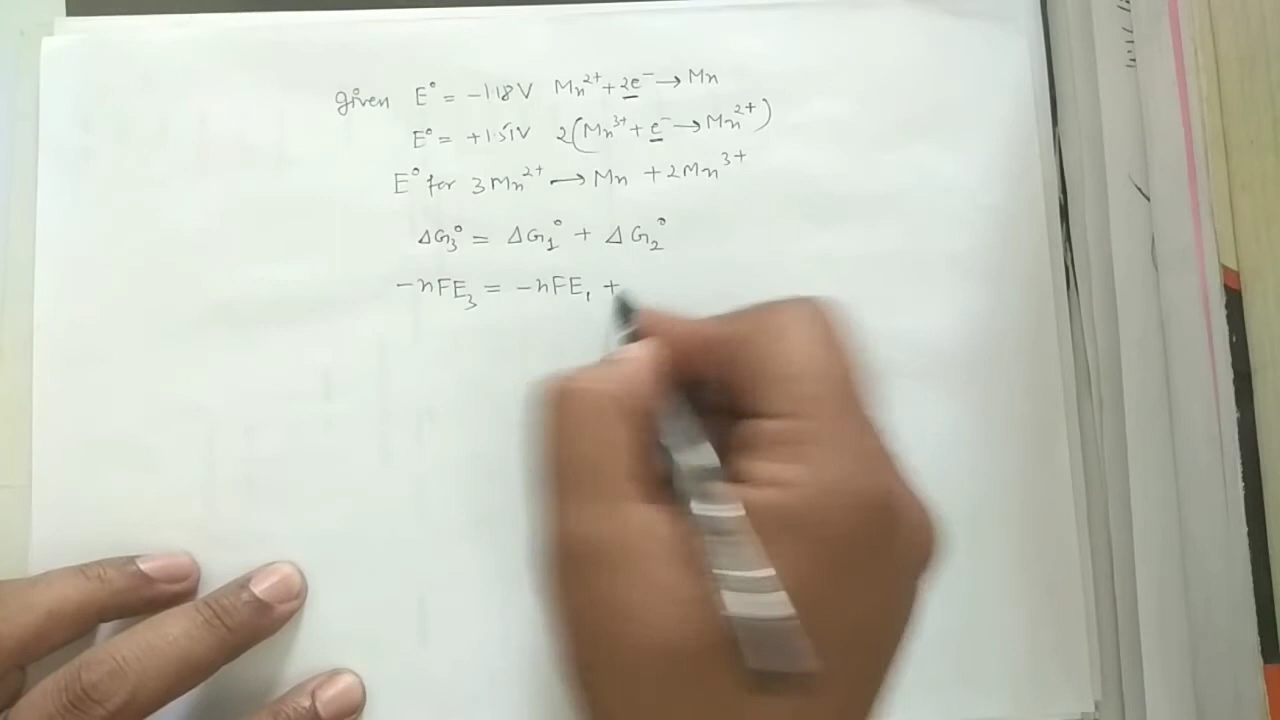 given E° = -1.18V Mn²⁺ + 2e⁻ → Mn
E° = +1.51V 2(Mn³⁺ + e⁻ → Mn²⁺)
E° for 3Mn²⁺ → Mn + 2Mn³⁺
ΔG₃° = ΔG₁° + ΔG₂°
-nFE₃ = -nFE₁ +